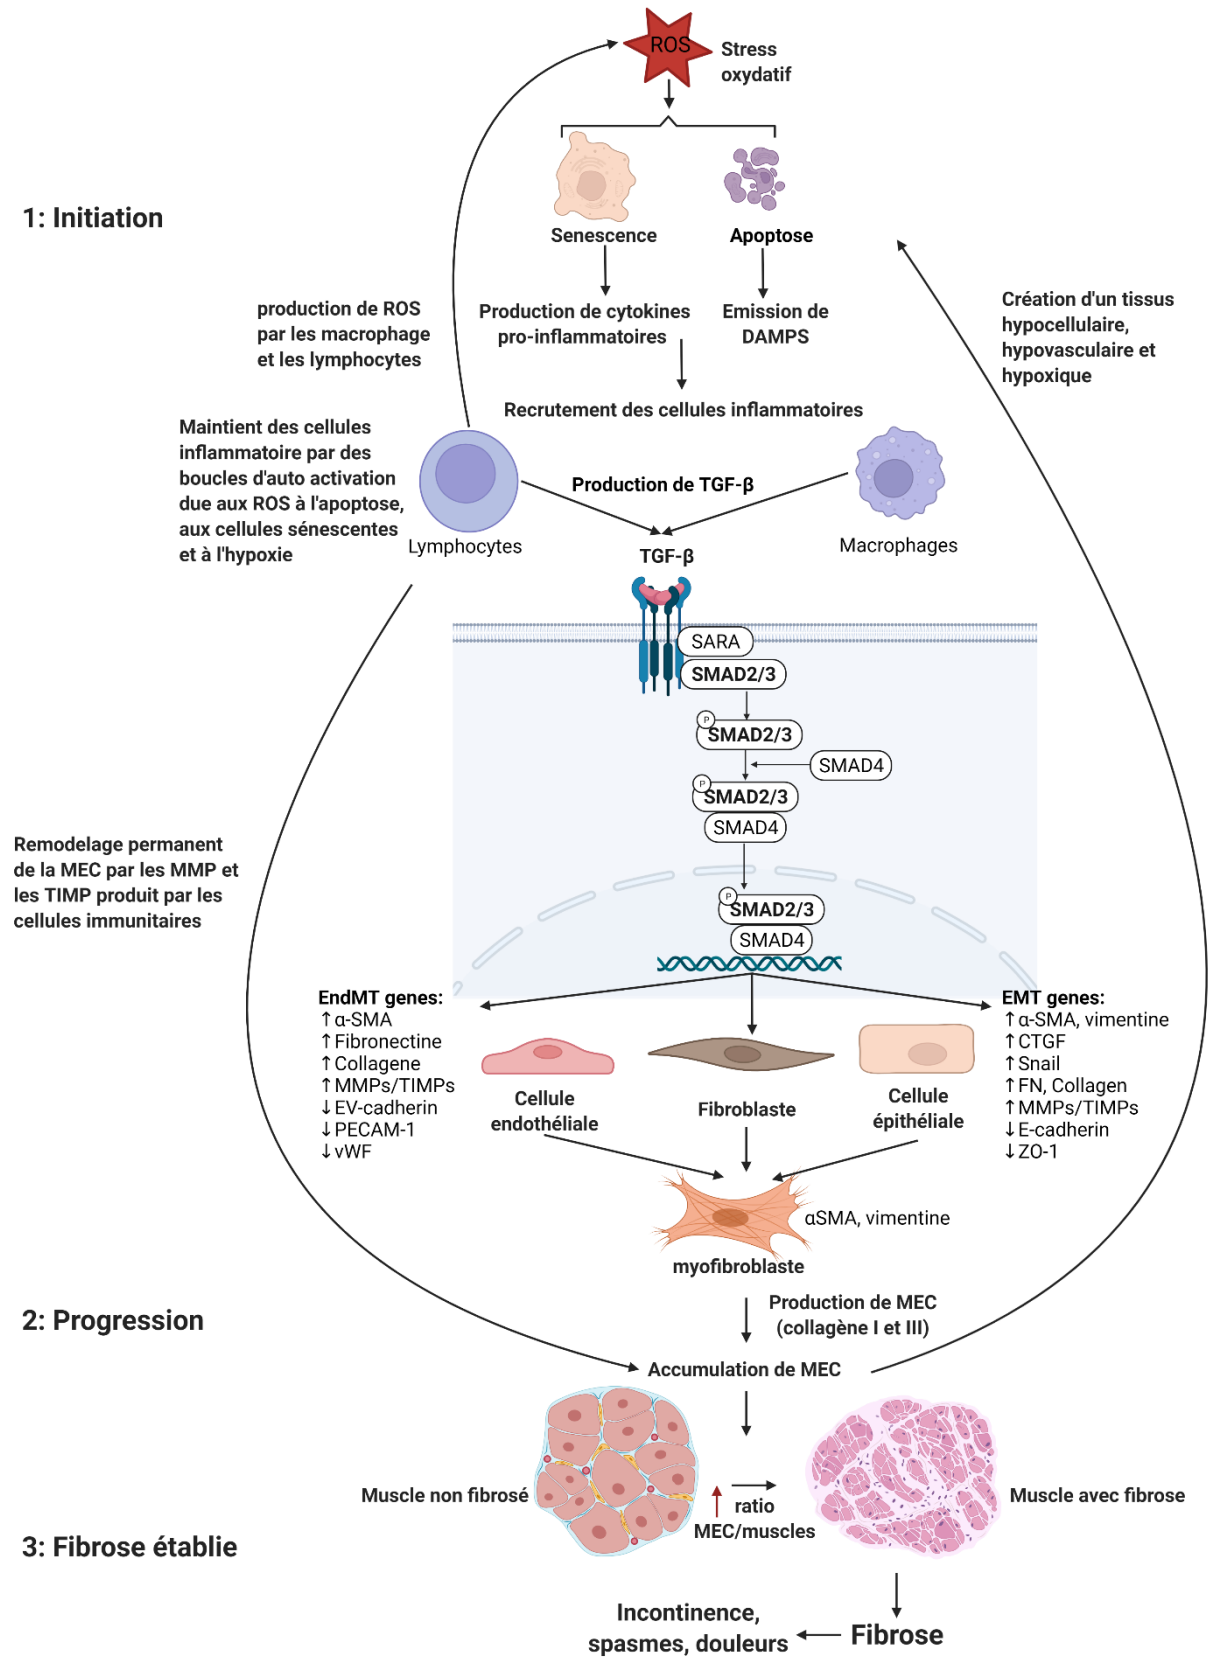 ROS
Stress
oxydatif
1: Initiation
Senescence
Apoptose
production de ROS
par les macrophage
et les lymphocytes
Production de cytokines
pro-inflammatoires
Emission de
DAMPS
Création d'un tissus
hypocellulaire,
hypovasculaire et
hypoxique
Recrutement des cellules inflammatoires
Maintient des cellules
inflammatoire par des
boucles d'auto activation
due aux ROS à l'apoptose,
aux cellules sénescentes
et à l'hypoxie
Lymphocytes
Production de TGF-β
Macrophages
TGF-β
SARA
SMAD2/3
P
SMAD2/3
SMAD4
P
SMAD2/3
SMAD4
Remodelage permanent
de la MEC par les MMP et
les TIMP produit par les
cellules immunitaires
P
SMAD2/3
SMAD4
EndMT genes:
↑α-SMA
↑Fibronectine
↑Collagene
↑MMPs/TIMPs
↓EV-cadherin
↓PECAM-1
↓vWF
Cellule
endothéliale
Fibroblaste
Cellule
épithéliale
EMT genes:
↑α-SMA, vimentine
↑CTGF
↑Snail
↑FN, Collagen
↑MMPs/TIMPs
↓E-cadherin
↓ZO-1
αSMA, vimentine
myofibroblaste
2: Progression
Production de MEC
(collagène I et III)
Accumulation de MEC
Muscle non fibrosé
ratio
MEC/muscles
Muscle avec fibrose
3: Fibrose établie
Incontinence,
spasmes, douleurs
Fibrose